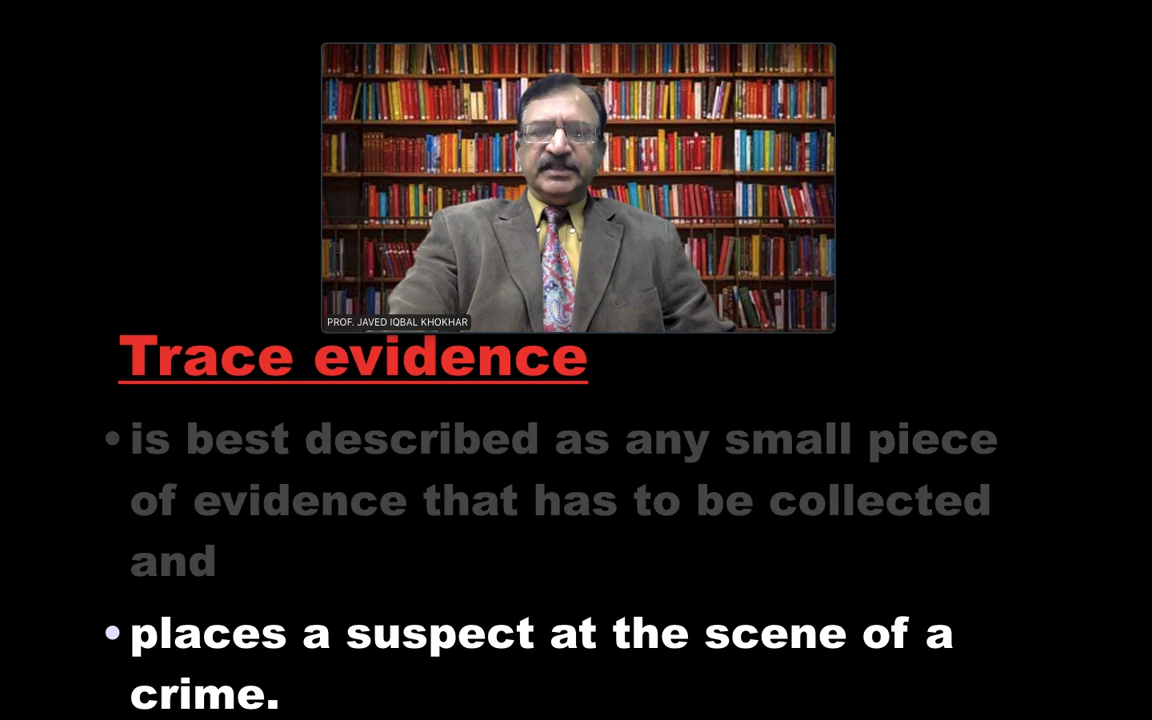 PROF. JAVED IQBAL KHOKHAR
Trace evidence
• is best described as any small piece
of evidence that has to be collected
and
• places a suspect at the scene of a
crime.